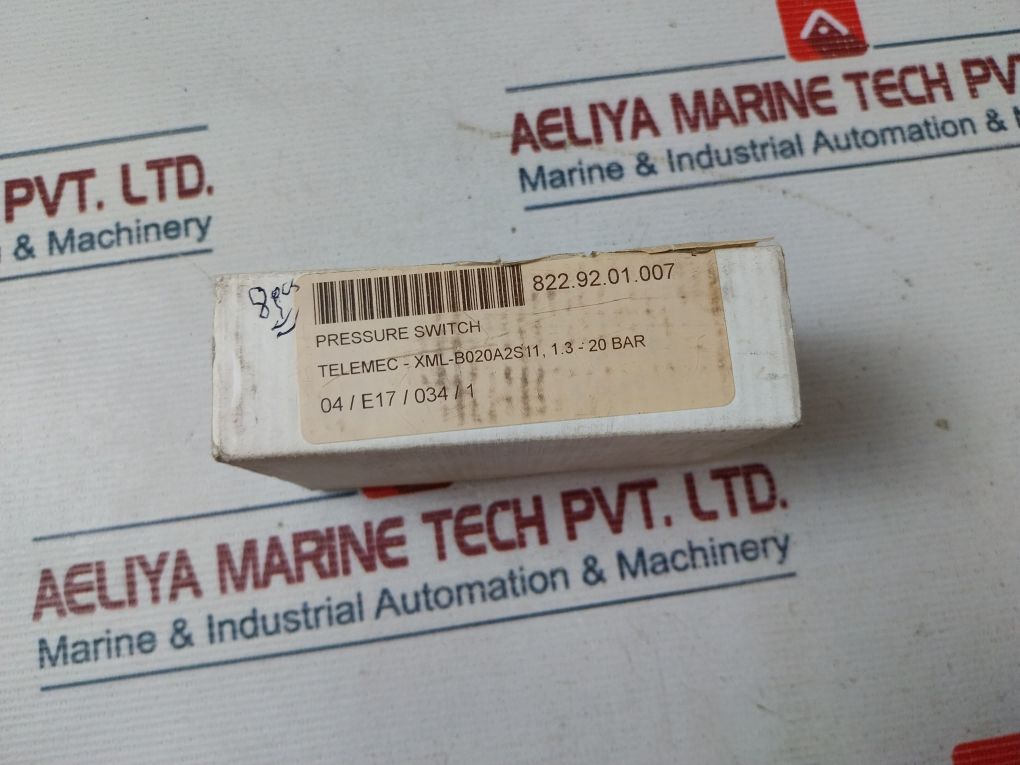 AELIYA MARINE TECH PV
Marine & Industrial Automation &
PVT. LTD.
& Machinery
822.92.01.007
PRESSURE SWITCH
TELEMEC - XML-B020A2S11, 1.3 - 20 BAR
04 / E17 / 034 / 1
AELIYA MARINE TECH PVT. LTD.
Marine & Industrial Automation & Machinery